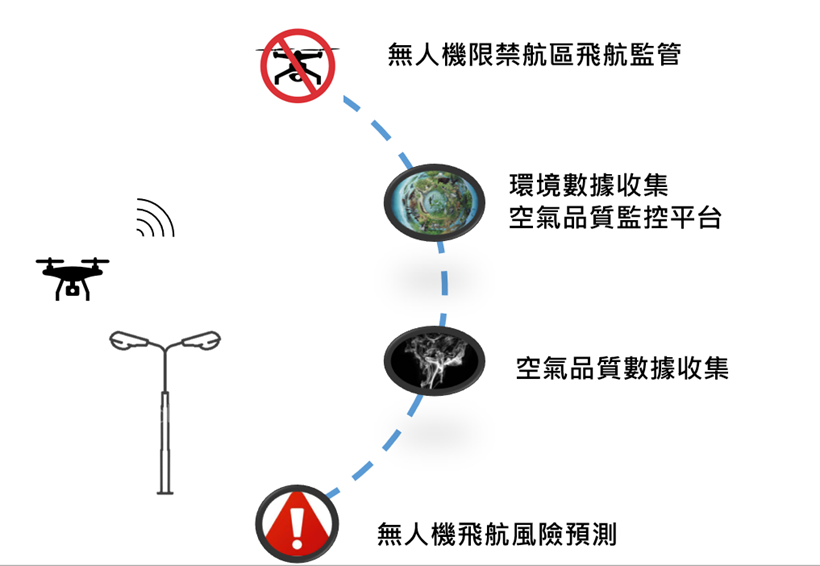 無人機限禁航區飛航監管
環境數據收集
空氣品質監控平台
空氣品質數據收集
無人機飛航風險預測